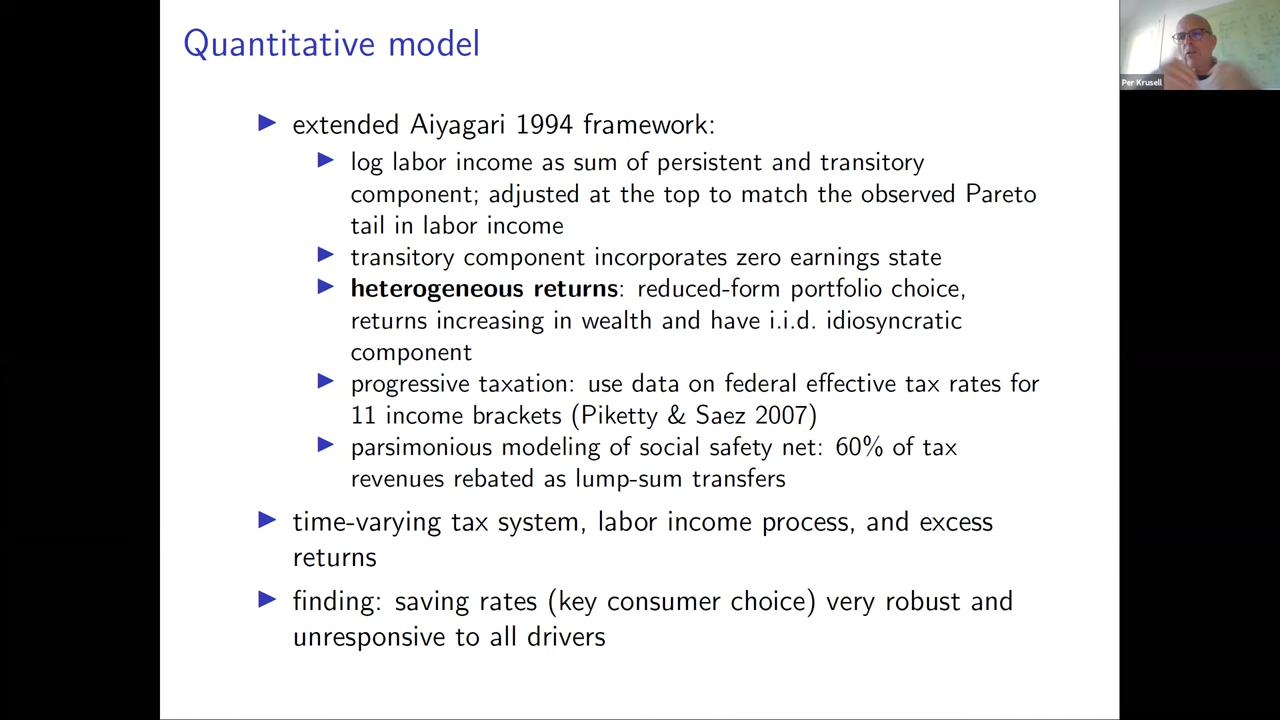 Quantitative model
Per Krusell
extended Aiyagari 1994 framework:
log labor income as sum of persistent and transitory
component; adjusted at the top to match the observed Pareto
tail in labor income
transitory component incorporates zero earnings state
heterogeneous returns: reduced-form portfolio choice,
returns increasing in wealth and have i.i.d. idiosyncratic
component
progressive taxation: use data on federal effective tax rates for
11 income brackets (Piketty & Saez 2007)
parsimonious modeling of social safety net: 60% of tax
revenues rebated as lump-sum transfers
time-varying tax system, labor income process, and excess
returns
finding: saving rates (key consumer choice) very robust and
unresponsive to all drivers